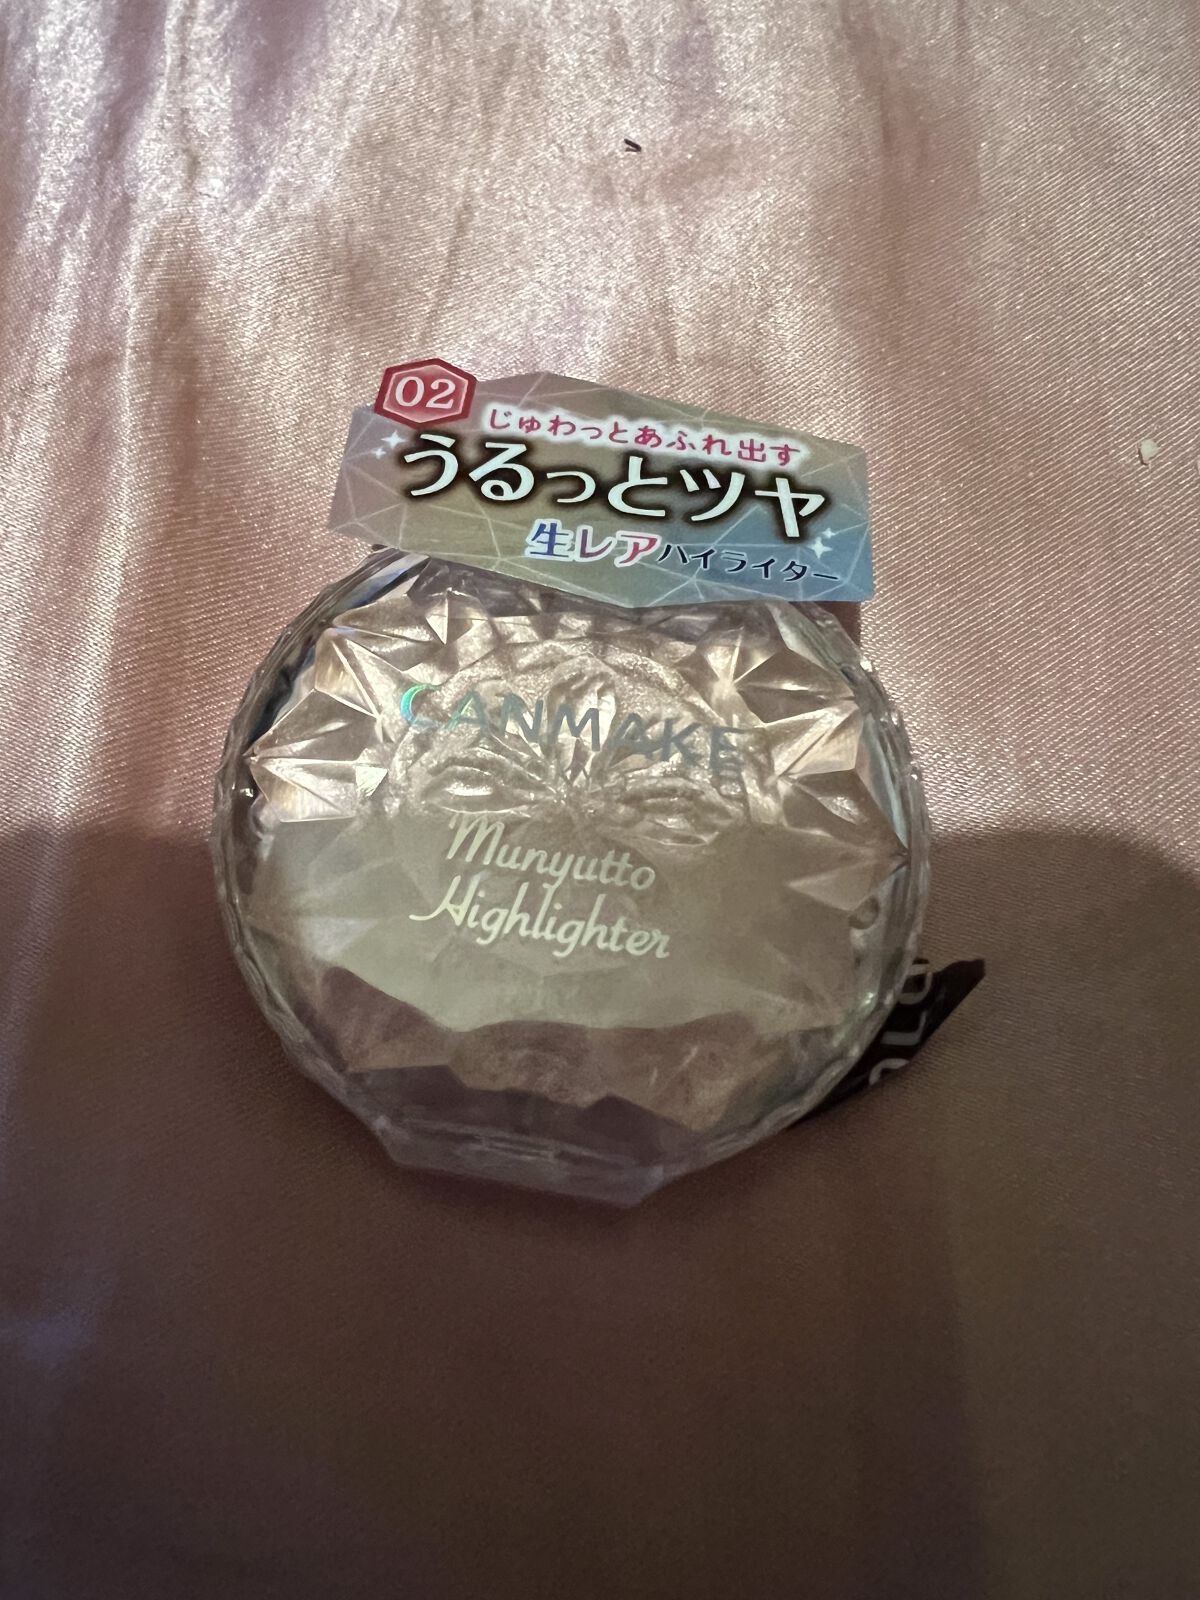 02
じゅわっとあふれ出す
うるっとツヤ
生レアハイライター
CANMAKE
Munyutto
Highlighter